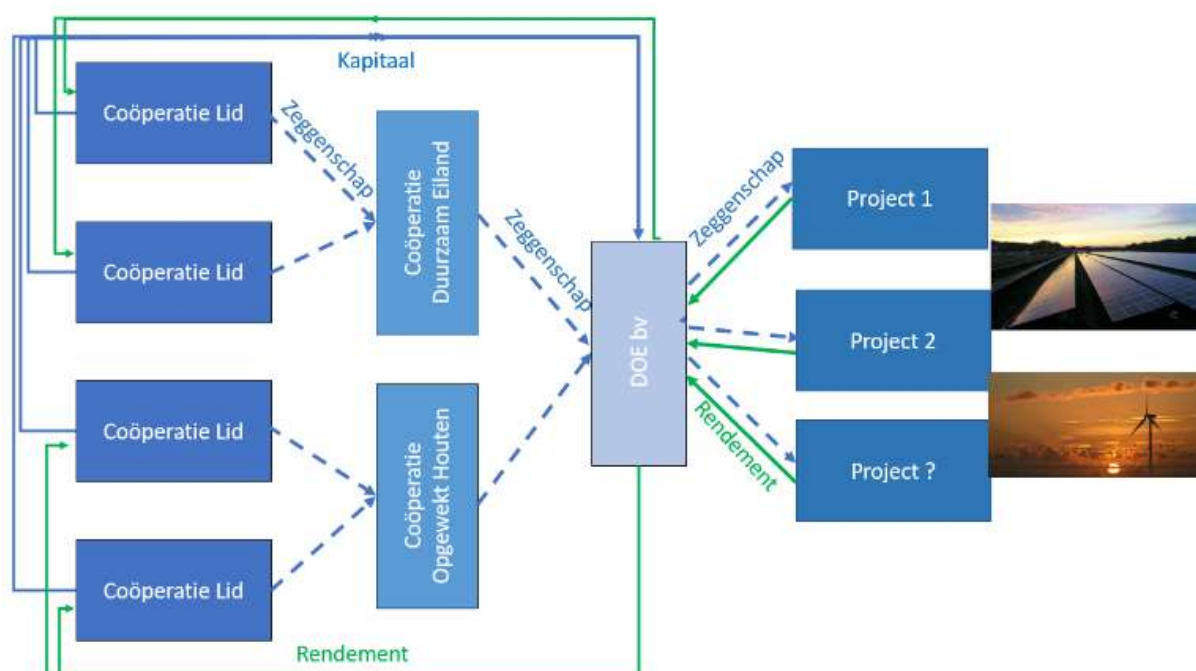 Kapitaal
Coöperatie Lid
Zeggenschap
Coöperatie
Duurzaam Eiland
Coöperatie Lid
Zeggenschap
Zeggenschap
Project 1
DOE bv
Project 2
Coöperatie Lid
Coöperatie
Opgewekt Houten
Rendement
Project ?
Coöperatie Lid
Rendement